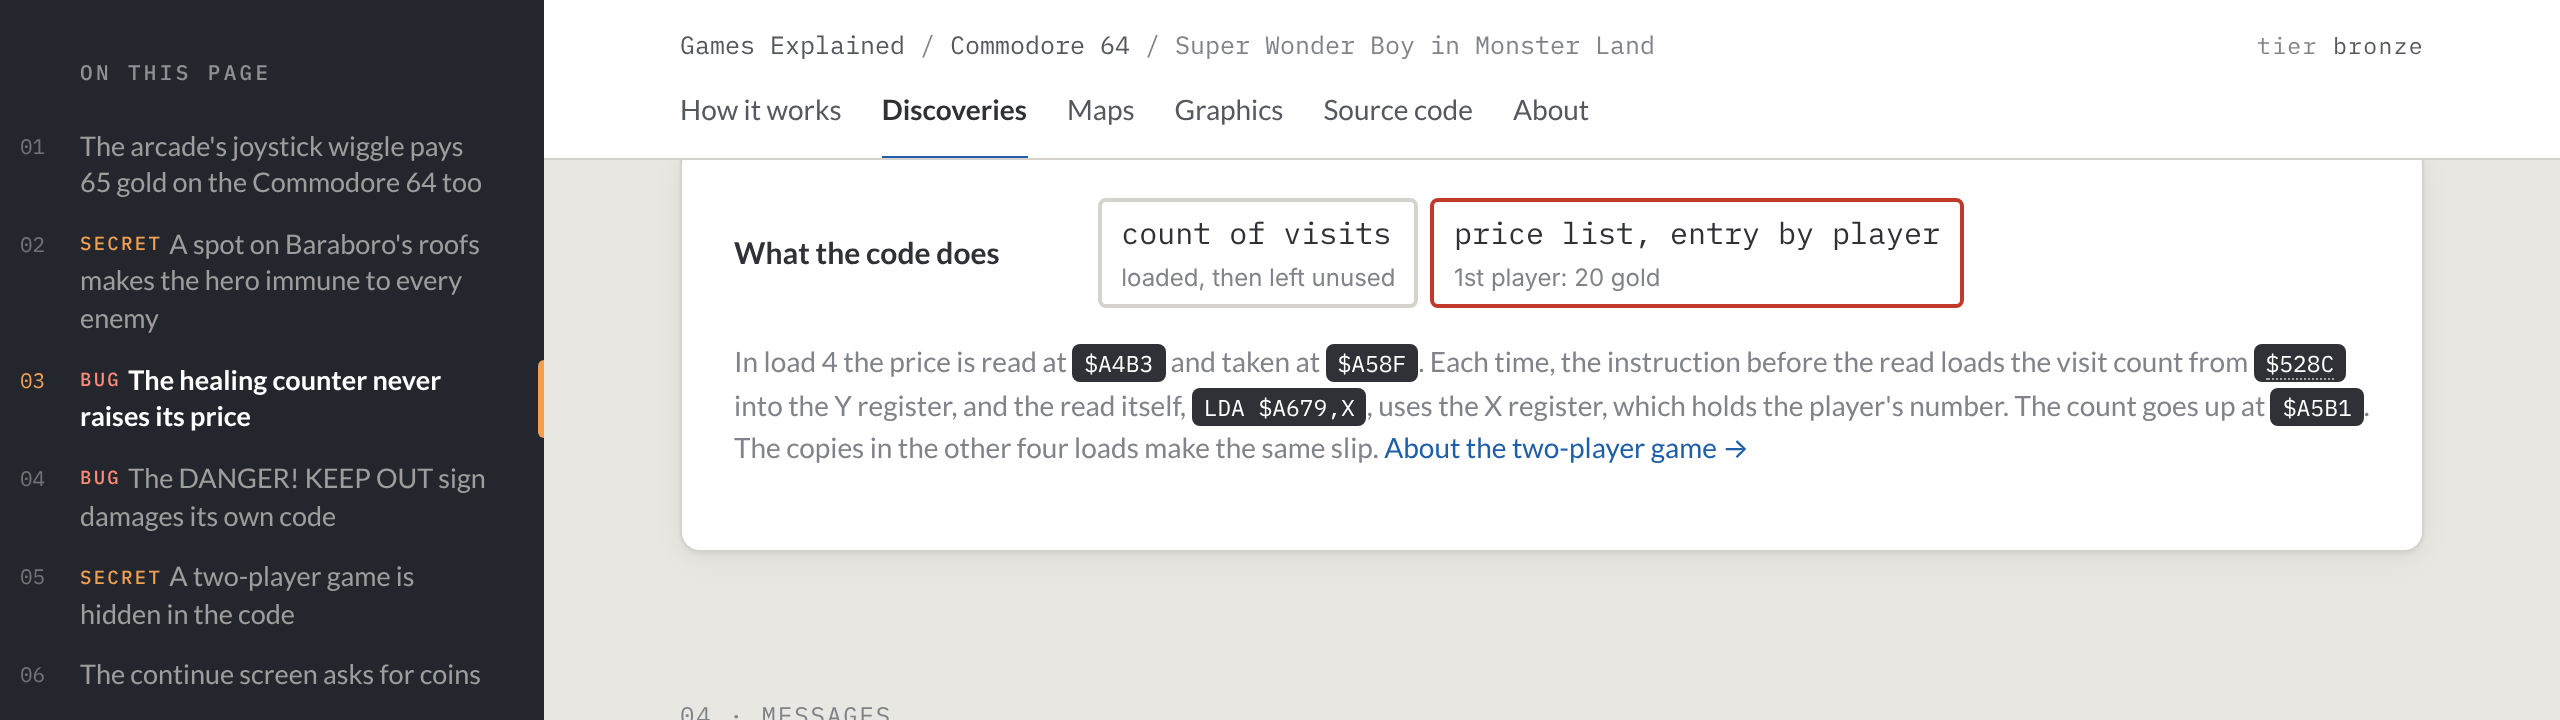 ON THIS PAGE
01 The arcade's joystick wiggle pays
65 gold on the Commodore 64 too
02 SECRET A spot on Baraboro's roofs
makes the hero immune to every
enemy
03 BUG The healing counter never
raises its price
04 BUG The DANGER! KEEP OUT sign
damages its own code
05 SECRET A two-player game is
hidden in the code
06 The continue screen asks for coins
Games Explained / Commodore 64 / Super Wonder Boy in Monster Land
tier bronze
How it works Discoveries Maps Graphics Source code About
What the code does
count of visits
loaded, then left unused
price list, entry by player
1st player: 20 gold
In load 4 the price is read at $A4B3 and taken at $A58F. Each time, the instruction before the read loads the visit count from $528C
into the Y register, and the read itself, LDA $A679,X, uses the X register, which holds the player's number. The count goes up at $A5B1.
The copies in the other four loads make the same slip. About the two-player game →
04 · MESSAGES